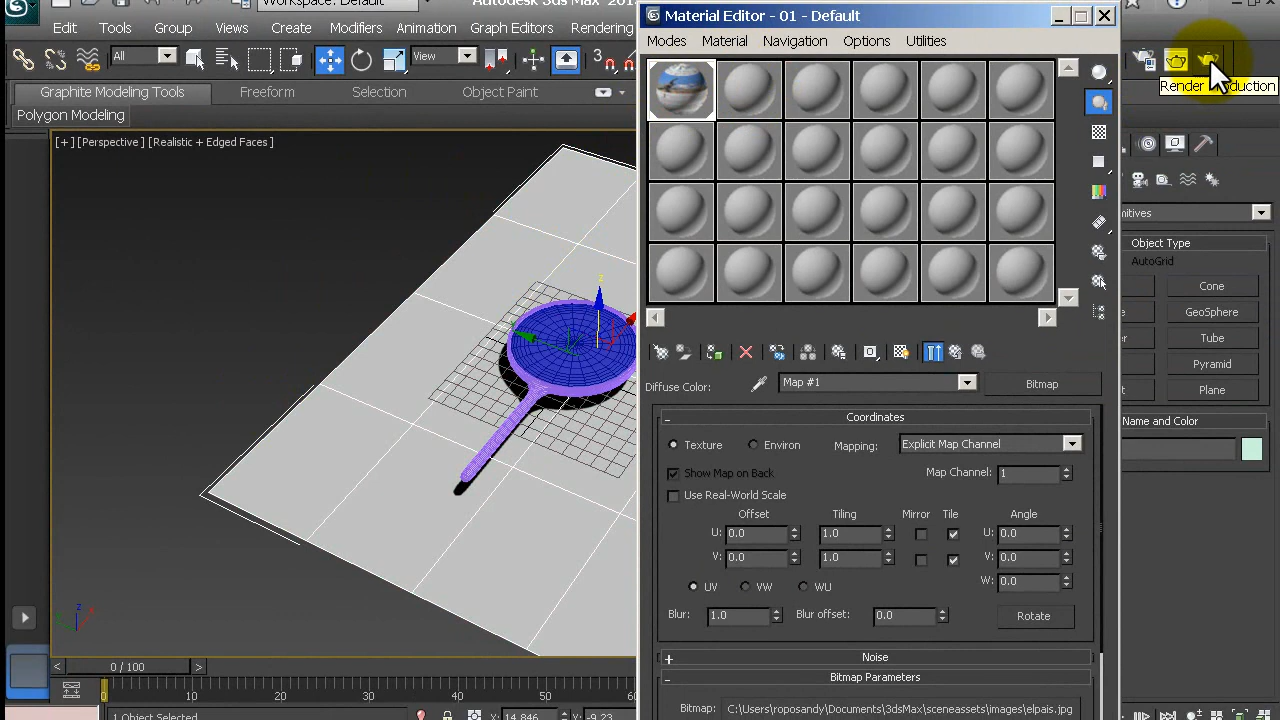 Workspace: Default
Autodesk 3ds Max
Edit Tools Group Views Create Animation Rendering
All
View
Graphite Modeling Tools Freeform Selection Object Paint
Polygon Modeling
[+] [Perspective] [Realistic + Edged Faces]
Material Editor - 01 - Default
Modes Material Navigation Options Utilities
Render Production
mitives
Object Type
AutoGrid
Cone
GeoSphere
Tube
Pyramid
Plane
Name and Color
z
Diffuse Color: Map #1 Bitmap
- Coordinates
Texture Environ Mapping: Explicit Map Channel
Show Map on Back Map Channel: 1
Use Real-World Scale
Offset Tiling Mirror Tile Angle
U: 0.0 1.0 U: 0.0
V: 0.0 1.0 V: 0.0
W: 0.0
UV VW WU
Blur: 1.0 Blur offset: 0.0 Rotate
+ Noise
- Bitmap Parameters
Bitmap: C:\Users\roposandy\Documents\3dsMax\sceneassets\images\elpais.jpg
z
< 0 / 100 >
0 10 20 30 40 50
1 Object Selected X: 14.846 Y: -9.23